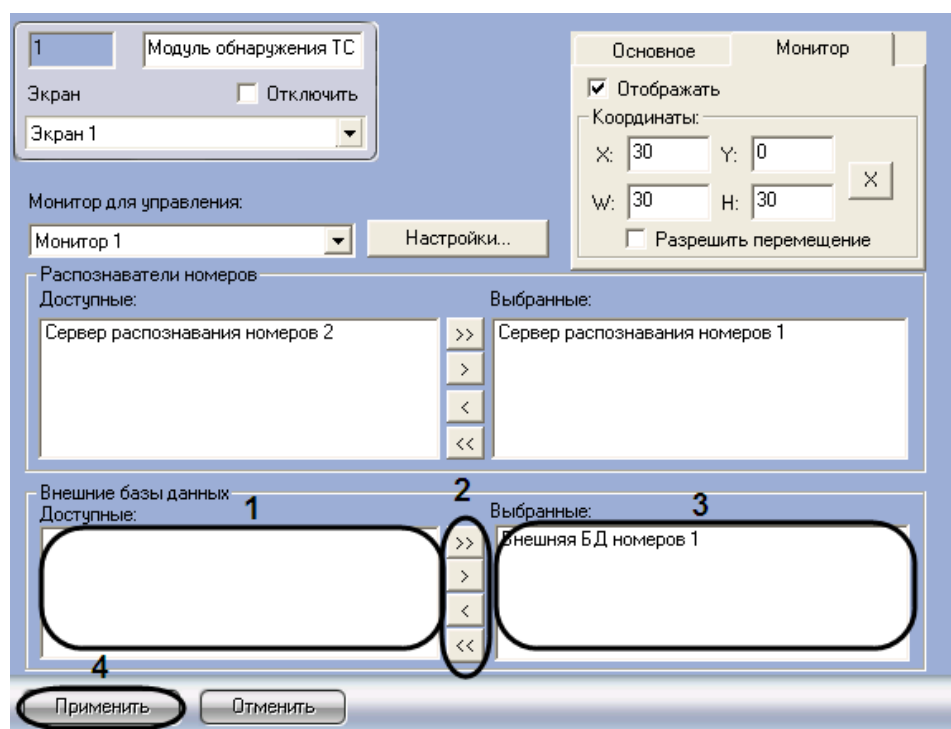 1
Модуль обнаружения ТС
Экран
Отключить
Экран 1
Основное
Монитор
Отображать
Координаты:
X: 30 Y: 0
X
W: 30 H: 30
Разрешить перемещение
Монитор для управления:
Монитор 1
Настройки...
Распознаватели номеров
Доступные:
Выбранные:
Сервер распознавания номеров 2
>>
>
<
<<
Сервер распознавания номеров 1
Внешние базы данных
Доступные:
1
2
Выбранные:
3
>>
>
<
<<
Внешняя БД номеров 1
4
Применить
Отменить